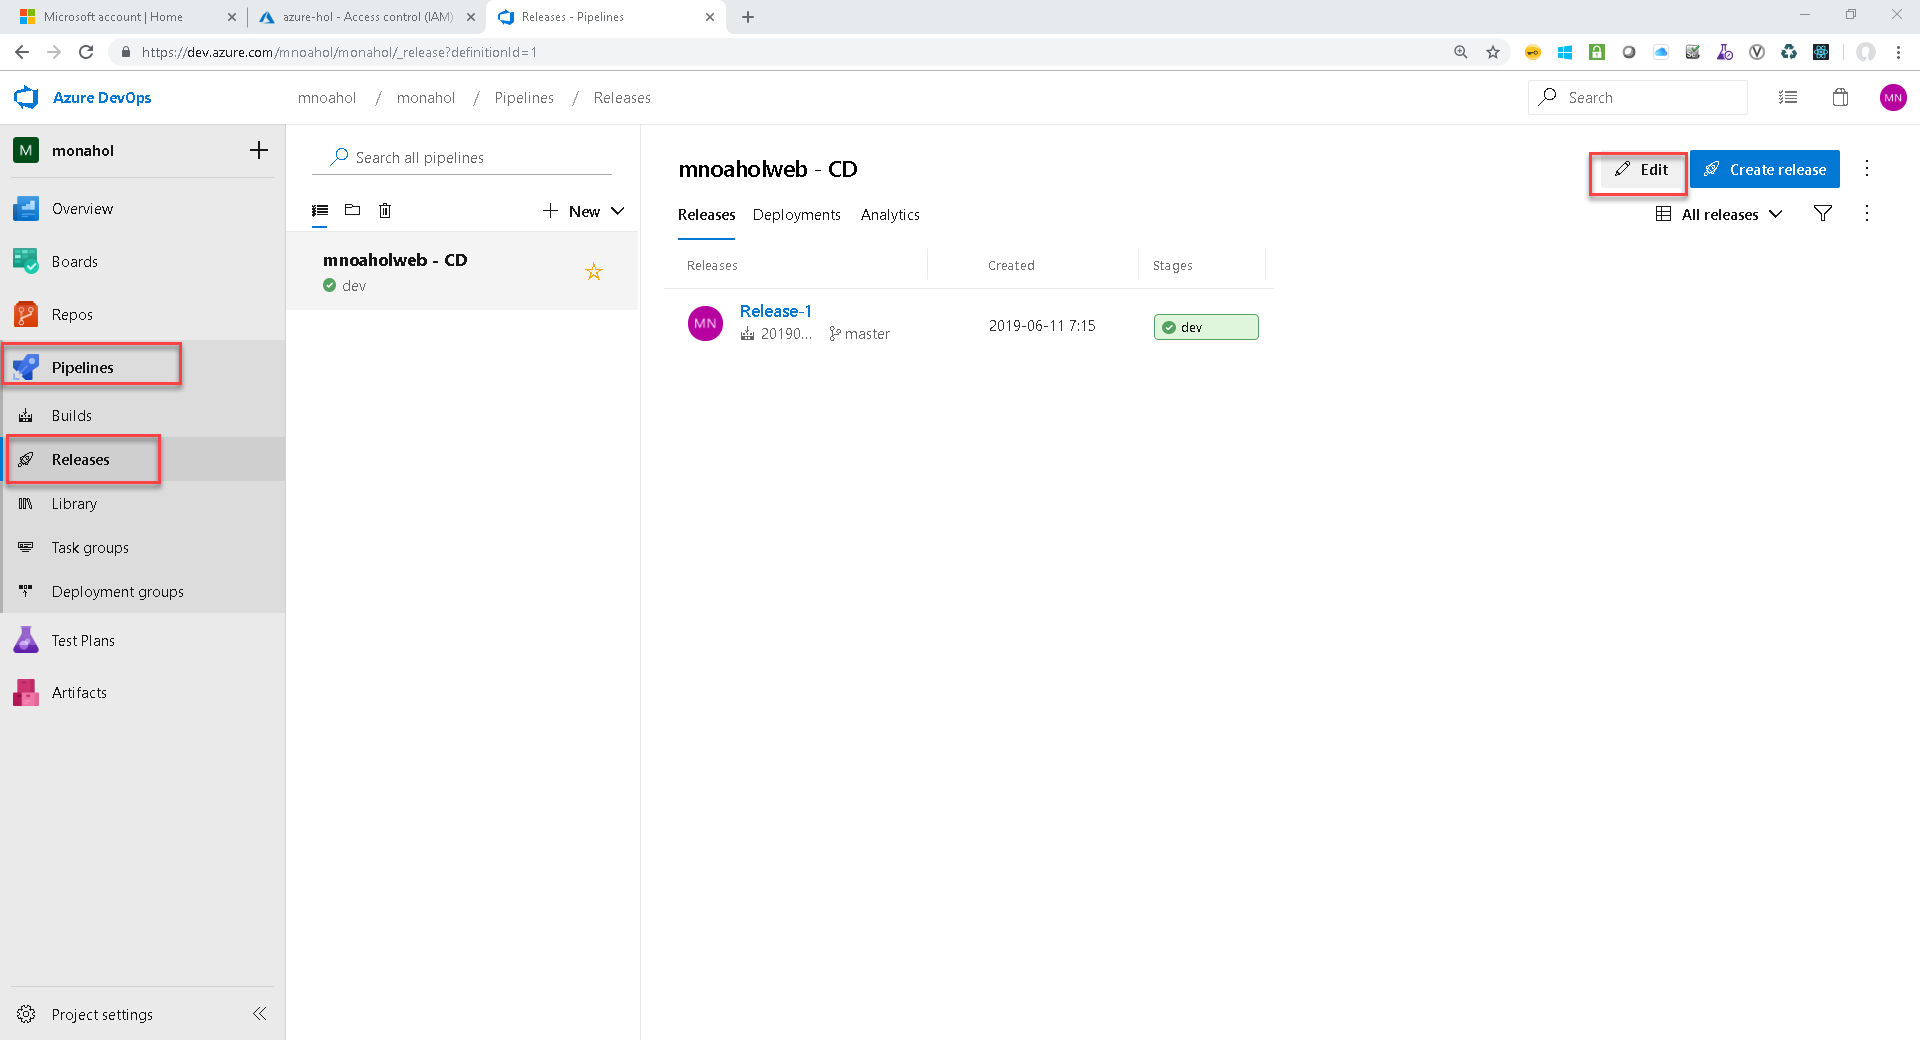 Microsoft account | Home
azure-hol - Access control (IAM)
Releases - Pipelines
https://dev.azure.com/mnoahol/monahol/_release?definitionId=1
Azure DevOps
mnoahol / monahol / Pipelines / Releases
Search
MN
M monahol
Overview
Boards
Repos
Pipelines
Builds
Releases
Library
Task groups
Deployment groups
Test Plans
Artifacts
Project settings
Search all pipelines
New
mnoaholweb - CD
dev
mnoaholweb - CD
Edit
Create release
Releases Deployments Analytics
All releases
Releases Created Stages
MN
Release-1
20190... master
2019-06-11 7:15
dev